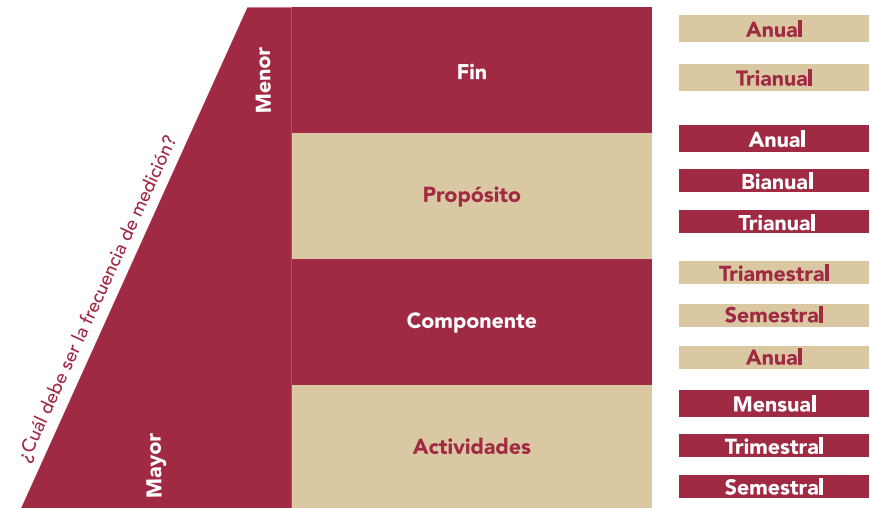 ¿Cuál debe ser la frecuencia de medición?
Menor
Mayor
Fin
Anual
Trianual
Propósito
Anual
Bianual
Trianual
Componente
Triamestral
Semestral
Anual
Actividades
Mensual
Trimestral
Semestral